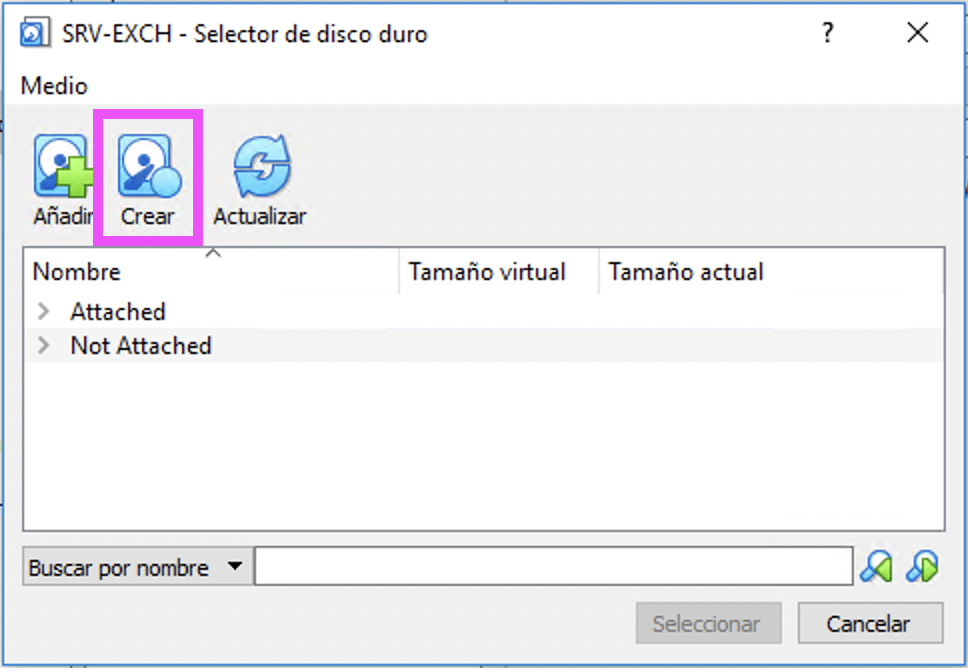 SRV-EXCH - Selector de disco duro
Medio
Añadir Crear Actualizar
Nombre Tamaño virtual Tamaño actual
Attached
Not Attached
Buscar por nombre
Seleccionar Cancelar